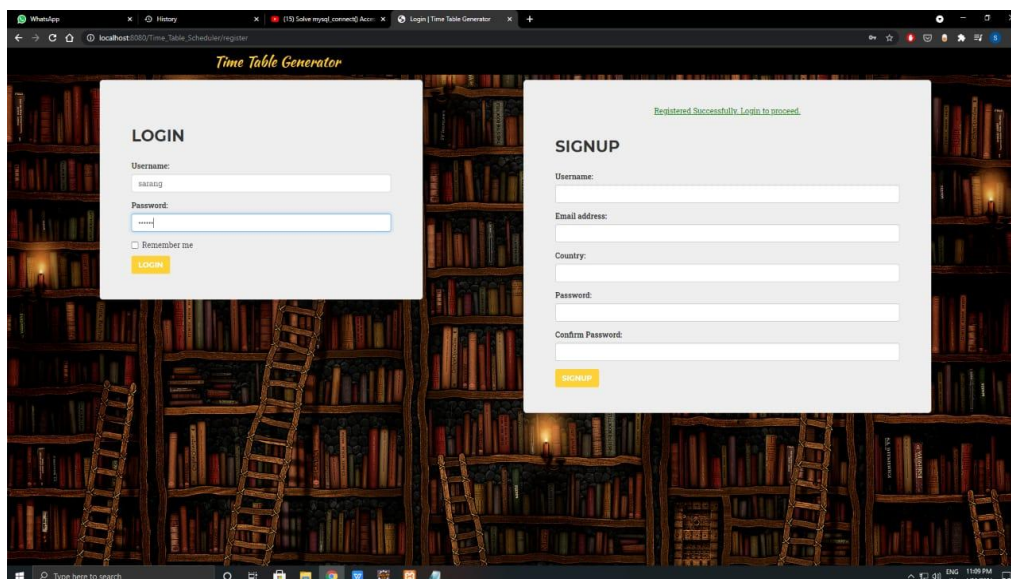 WhatsApp
History
(15) Solve mysql_connect() Acces
Login | Time Table Generator
localhost:8080/Time_Table_Scheduler/register
Time Table Generator
LOGIN
Username:
sarang
Password:
Remember me
LOGIN
Registered Successfully. Login to proceed.
SIGNUP
Username:
Email address:
Country:
Password:
Confirm Password:
SIGNUP
Type here to search
ENG
11:09 PM